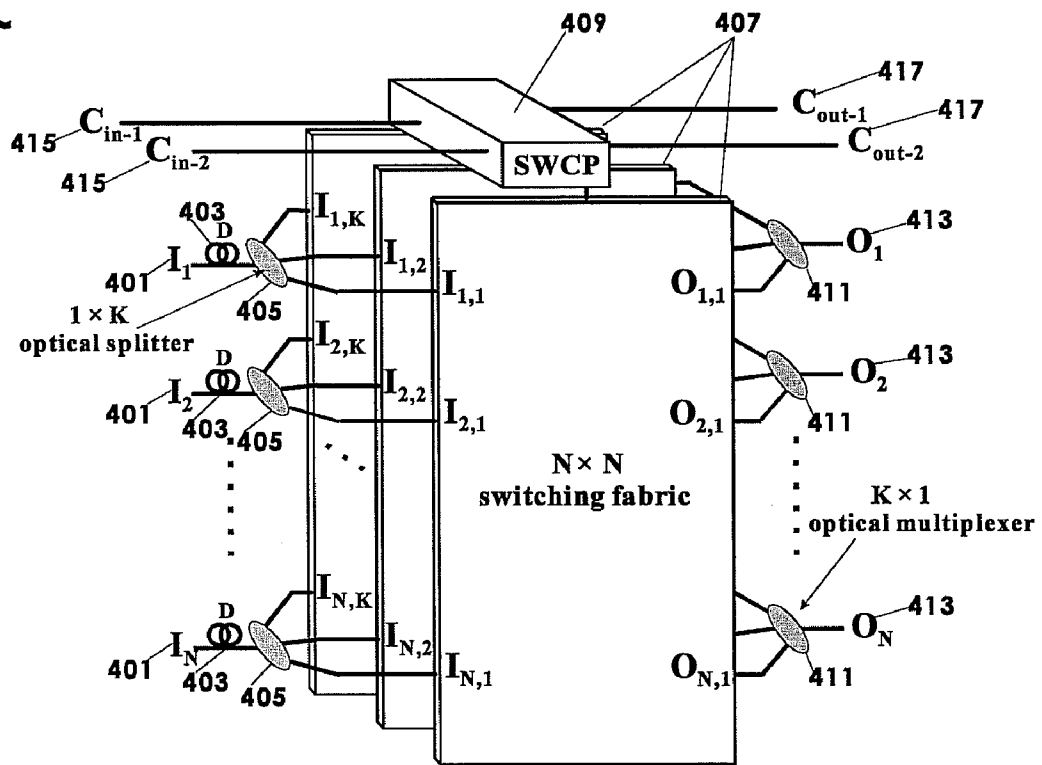 409
407
417
C_out-1
417
415
C_in-1
C_out-2
C_in-2
SWCP
415
403
D
I_1,K
413
401
I_1
I_1,2
O_1
405
I_1,1
O_1,1
411
1 × K
optical splitter
I_2,K
413
D
401
I_2
I_2,2
O_2
403
405
I_2,1
O_2,1
411
N × N
switching fabric
K × 1
optical multiplexer
I_N,K
413
D
401
I_N
I_N,2
O_N
403
405
I_N,1
O_N,1
411